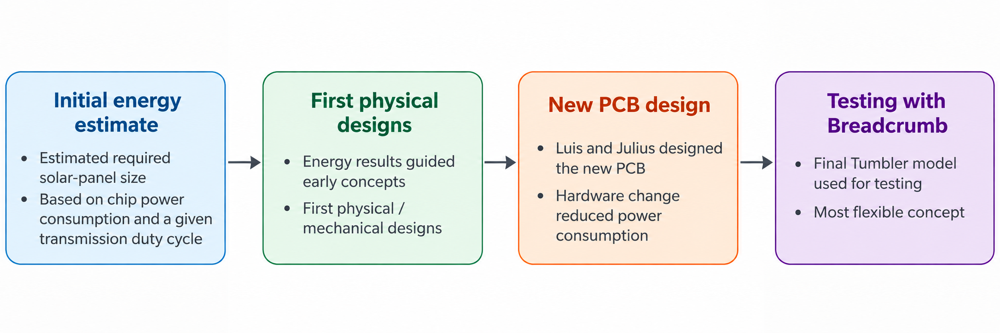 Initial energy
estimate
• Estimated required
solar-panel size
• Based on chip power
consumption and a given
transmission duty cycle
First physical
designs
• Energy results guided
early concepts
• First physical /
mechanical designs
New PCB design
• Luis and Julius designed
the new PCB
• Hardware change
reduced power
consumption
Testing with
Breadcrumb
• Final Tumbler model
used for testing
• Most flexible concept